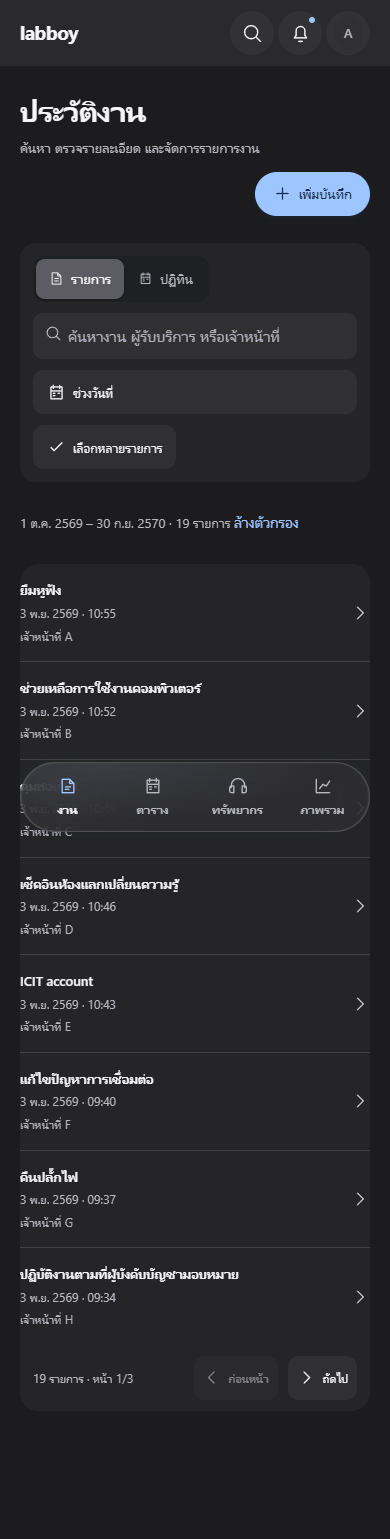 labboy
A
ประวัติงาน
ค้นหา ตรวจรายละเอียด และจัดการรายการงาน
เพิ่มบันทึก
รายการ
ปฏิทิน
ค้นหางาน ผู้รับบริการ หรือเจ้าหน้าที่
ช่วงวันที่
เลือกหลายรายการ
1 ต.ค. 2569 – 30 ก.ย. 2570 · 19 รายการ ล้างตัวกรอง
ยืมหูฟัง
3 พ.ย. 2569 · 10:55
เจ้าหน้าที่ A
ช่วยเหลือการใช้งานคอมพิวเตอร์
3 พ.ย. 2569 · 10:52
เจ้าหน้าที่ B
งาน
ตาราง
ทรัพยากร
ภาพรวม
เจ้าหน้าที่ C
เช็คอินห้องแลกเปลี่ยนความรู้
3 พ.ย. 2569 · 10:46
เจ้าหน้าที่ D
ICIT account
3 พ.ย. 2569 · 10:43
เจ้าหน้าที่ E
แก้ไขปัญหาการเชื่อมต่อ
3 พ.ย. 2569 · 09:40
เจ้าหน้าที่ F
คืนปลั๊กไฟ
3 พ.ย. 2569 · 09:37
เจ้าหน้าที่ G
ปฏิบัติงานตามที่ผู้บังคับบัญชามอบหมาย
3 พ.ย. 2569 · 09:34
เจ้าหน้าที่ H
19 รายการ · หน้า 1/3
ก่อนหน้า
ถัดไป